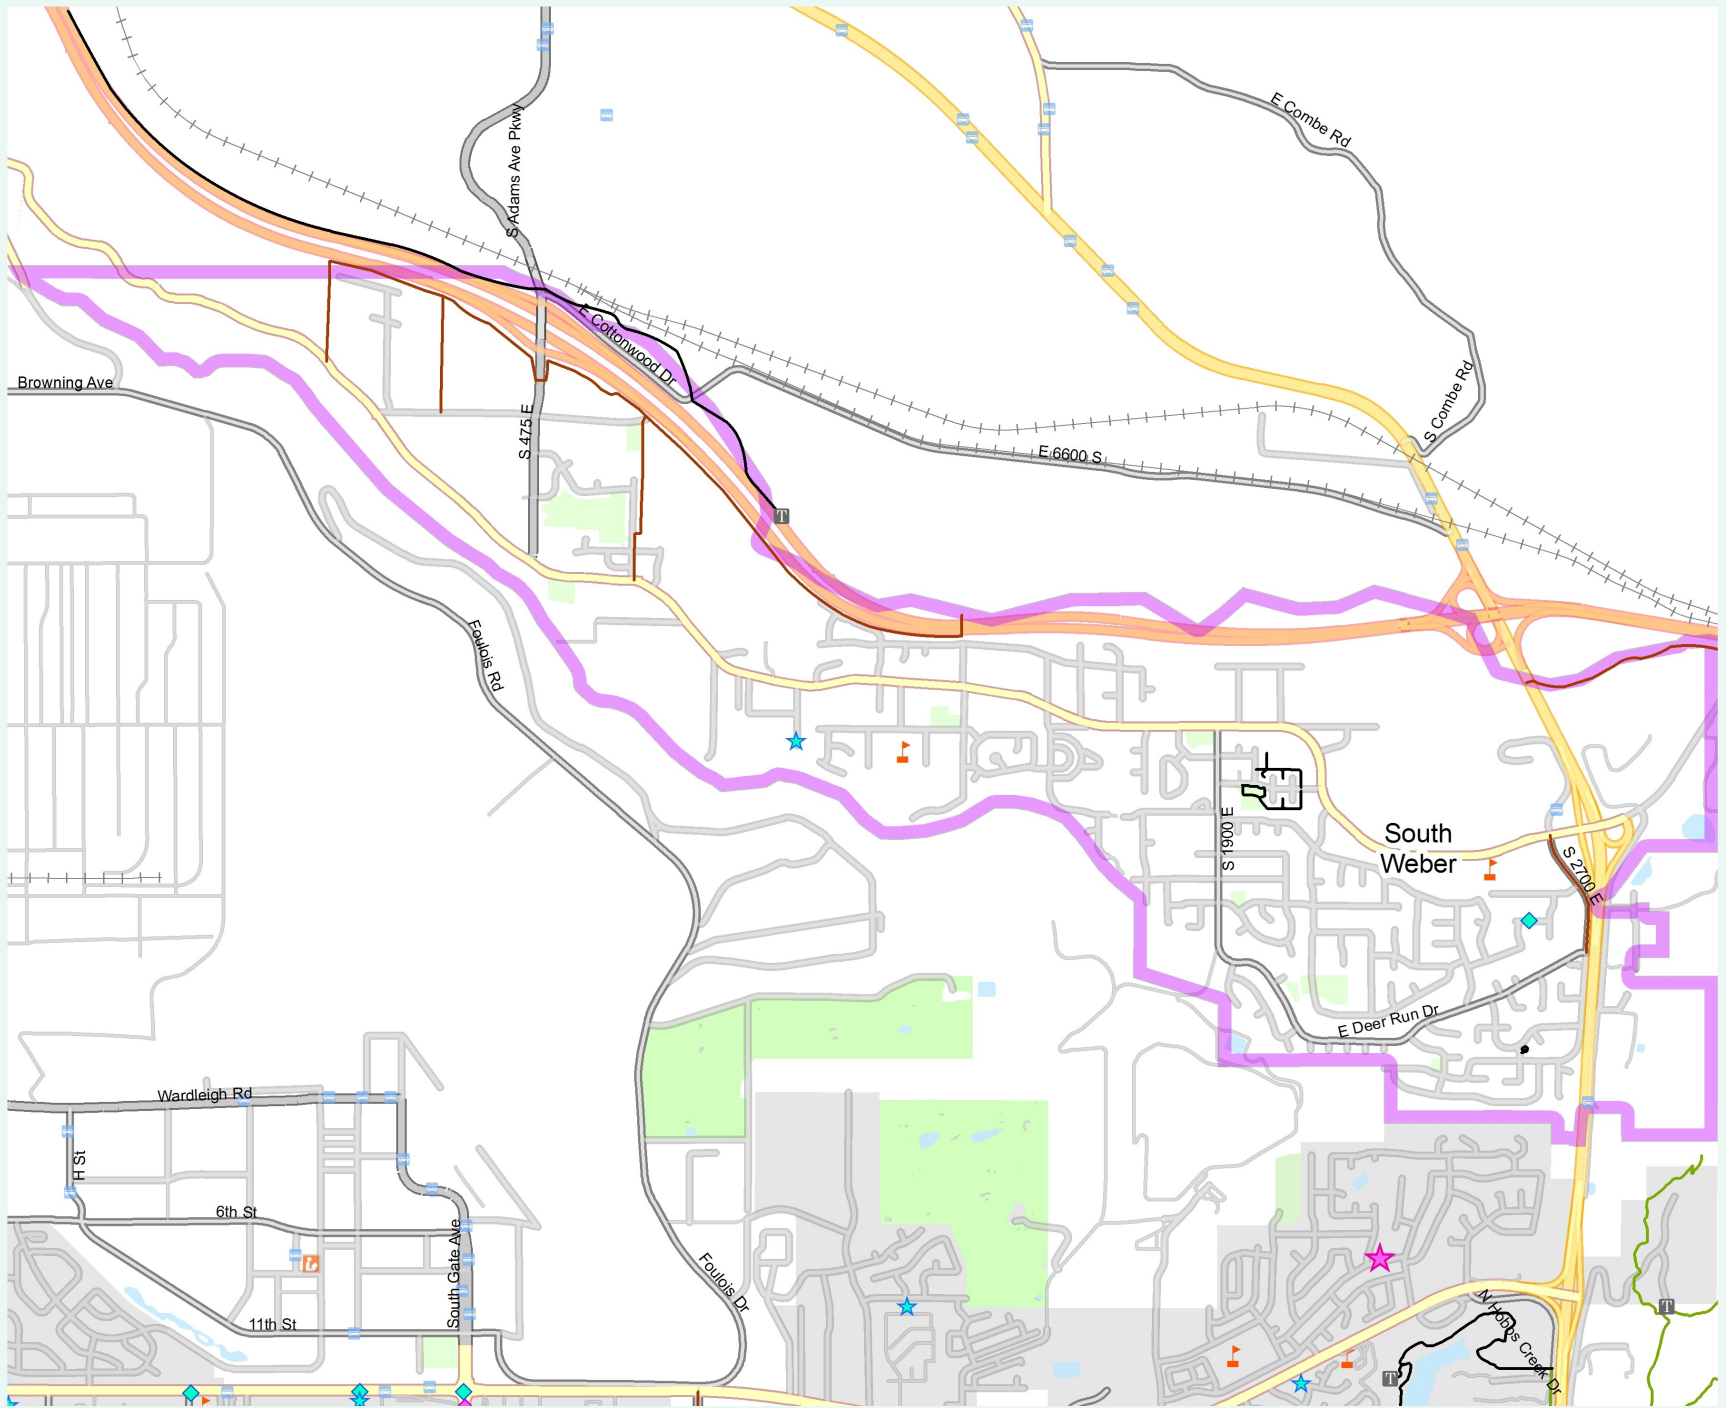 E Combe Rd
S Adams Ave Pkwy
E Cottonwood Dr
Browning Ave
S Combe Rd
S 475 E
E 6600 S
T
Foulois Rd
S 1900 E
South
Weber
S 2700 E
E Deer Run Dr
Wardleigh Rd
H St
6th St
South Gate Ave
Foulois Dr
N Hobbs Creek Dr
T
11th St
T